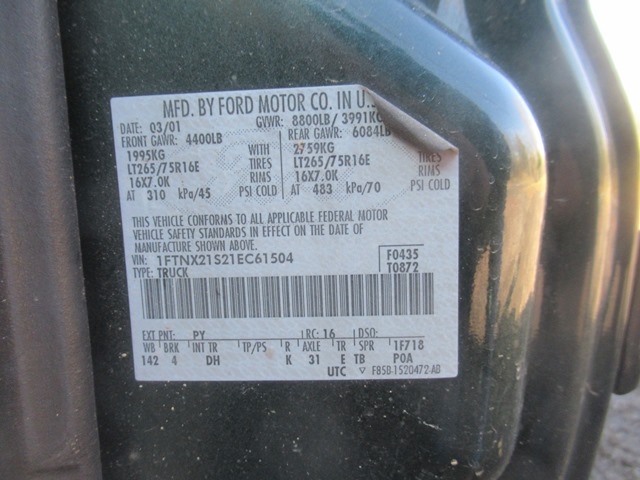 MFD. BY FORD MOTOR CO. IN U.S
DATE: 03/01 GVWR: 8800LB/ 3991KG
FRONT GAWR: 4400LB REAR GAWR: 6084LB
1995KG WITH 2759KG
LT265/75R16E TIRES LT265/75R16E TIRES
16X7.0K RIMS 16X7.0K RIMS
AT 310 kPa/45 PSI COLD AT 483 kPa/70 PSI COLD
THIS VEHICLE CONFORMS TO ALL APPLICABLE FEDERAL MOTOR
VEHICLE SAFETY STANDARDS IN EFFECT ON THE DATE OF
MANUFACTURE SHOWN ABOVE.
VIN: 1FTNX21S21EC61504 F0435
TYPE: TRUCK T0872
EXT PNT: PY RC: 16 DSO:
WB BRK INT TR TP/PS R AXLE TR SPR 1F718
142 4 DH K 31 E TB P0A
UTC ▽ F85B-1520472-AB